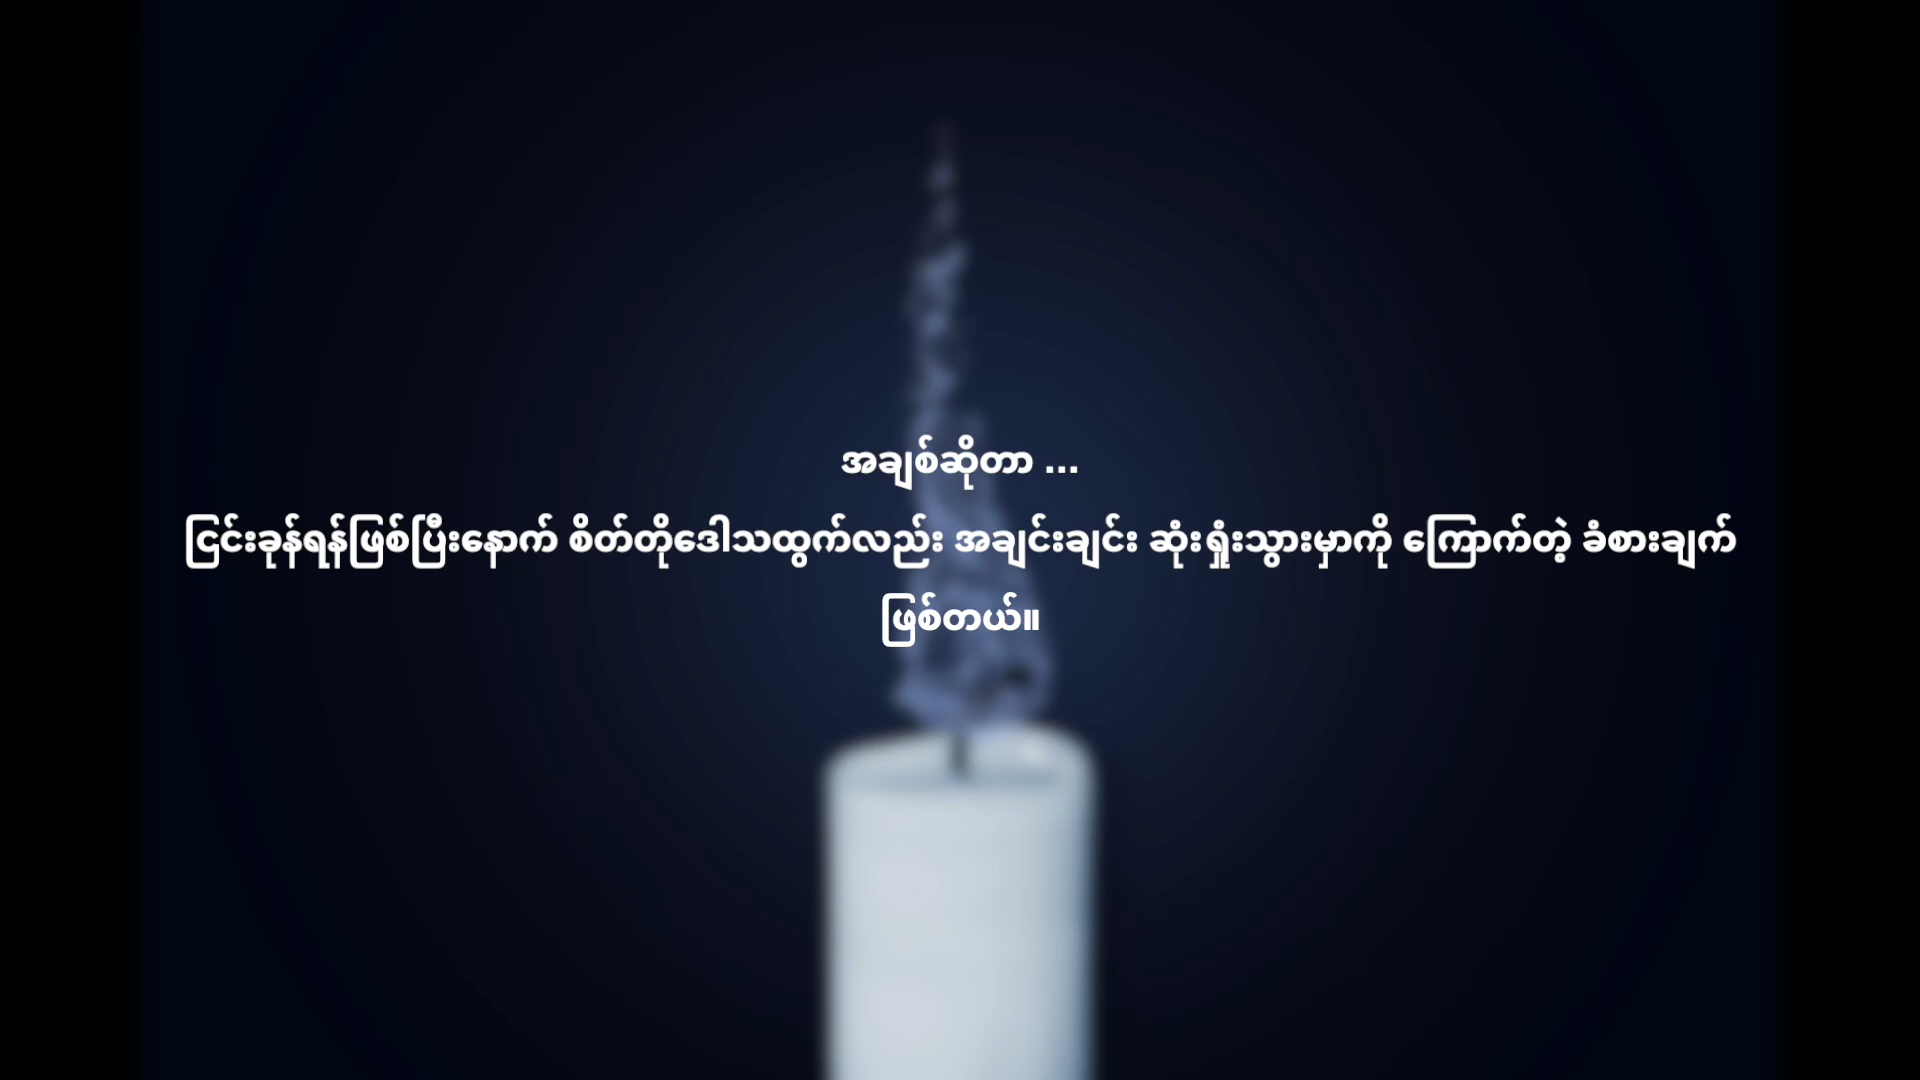 အချစ်ဆိုတာ ...
ငြင်းခုန်ရန်ဖြစ်ပြီးနောက် စိတ်တိုဒေါသထွက်လည်း အချင်းချင်း ဆုံးရှုံးသွားမှာကို ကြောက်တဲ့ ခံစားချက်
ဖြစ်တယ်။